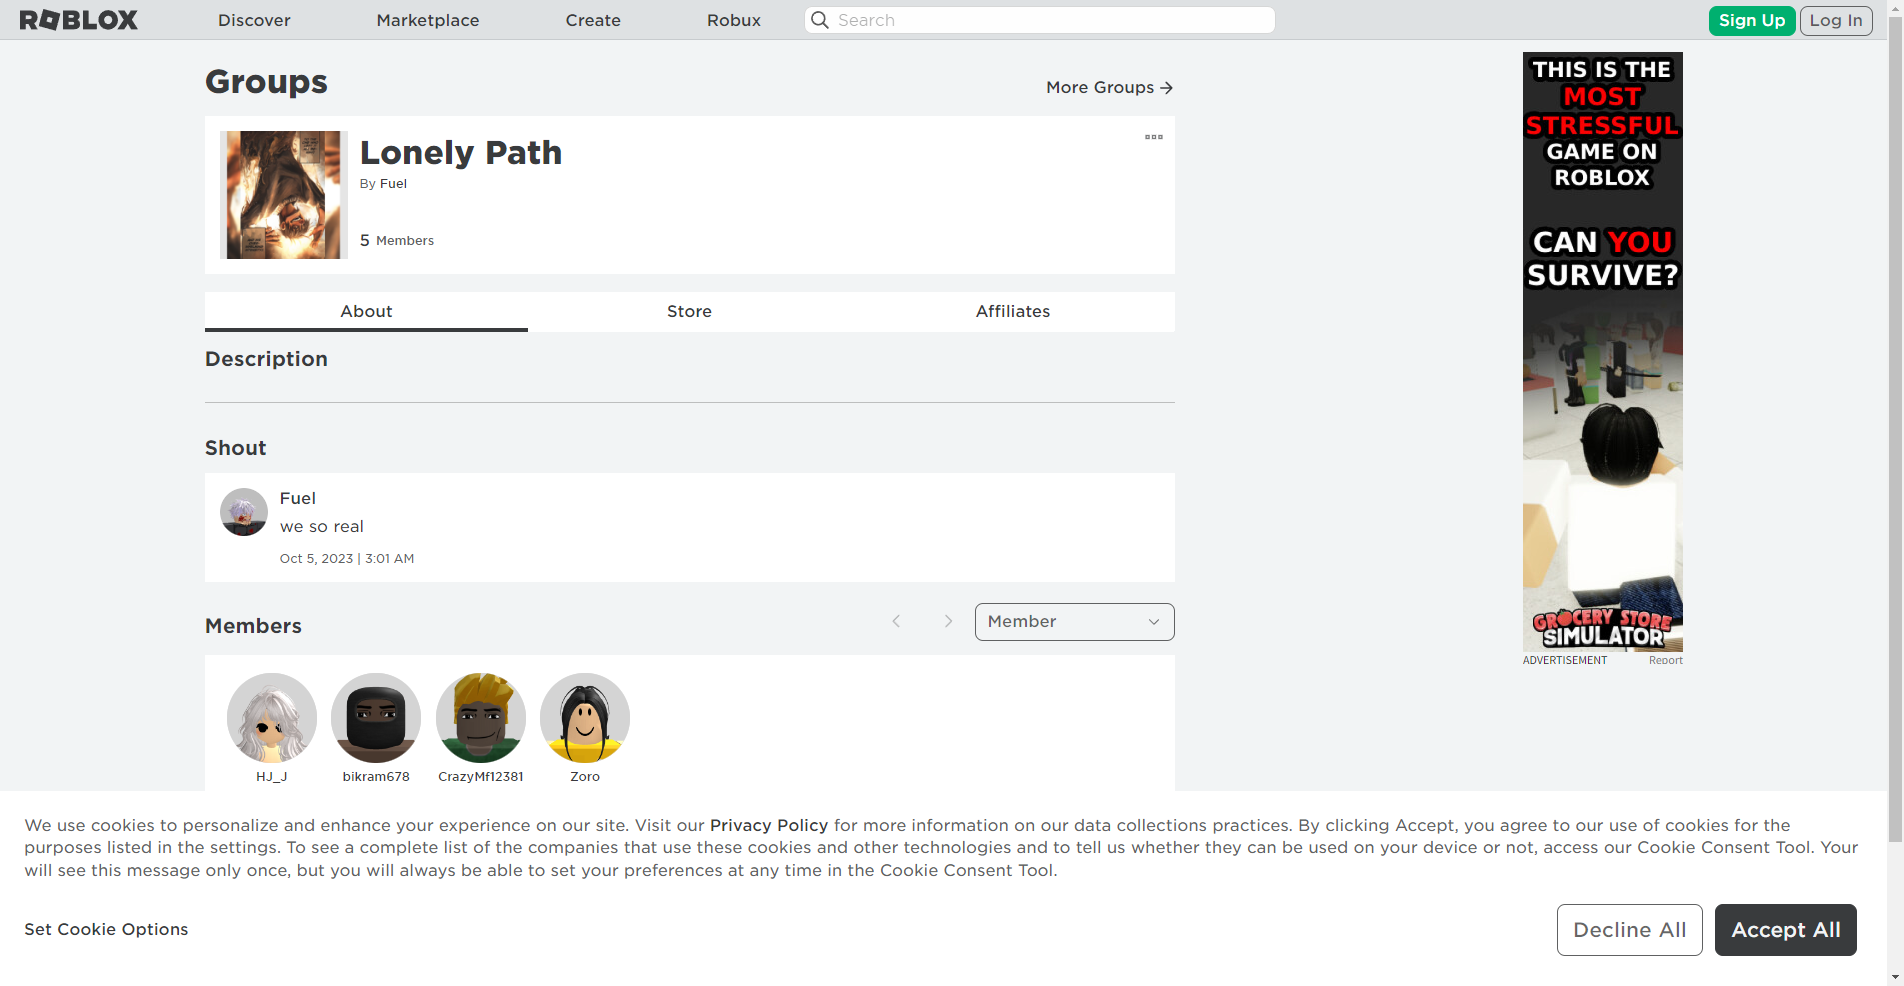 ROBLOX
Discover
Marketplace
Create
Robux
Search
Sign Up
Log In
Groups
More Groups
Lonely Path
By Fuel
5 Members
About
Store
Affiliates
Description
Shout
Fuel
we so real
Oct 5, 2023 | 3:01 AM
Members
Member
HJ_J
bikram678
CrazyMf12381
Zoro
THIS IS THE
MOST
STRESSFUL
GAME ON
ROBLOX
CAN YOU
SURVIVE?
GROCERY STORE
SIMULATOR
ADVERTISEMENT
Report
We use cookies to personalize and enhance your experience on our site. Visit our Privacy Policy for more information on our data collections practices. By clicking Accept, you agree to our use of cookies for the
purposes listed in the settings. To see a complete list of the companies that use these cookies and other technologies and to tell us whether they can be used on your device or not, access our Cookie Consent Tool. Your
will see this message only once, but you will always be able to set your preferences at any time in the Cookie Consent Tool.
Set Cookie Options
Decline All
Accept All